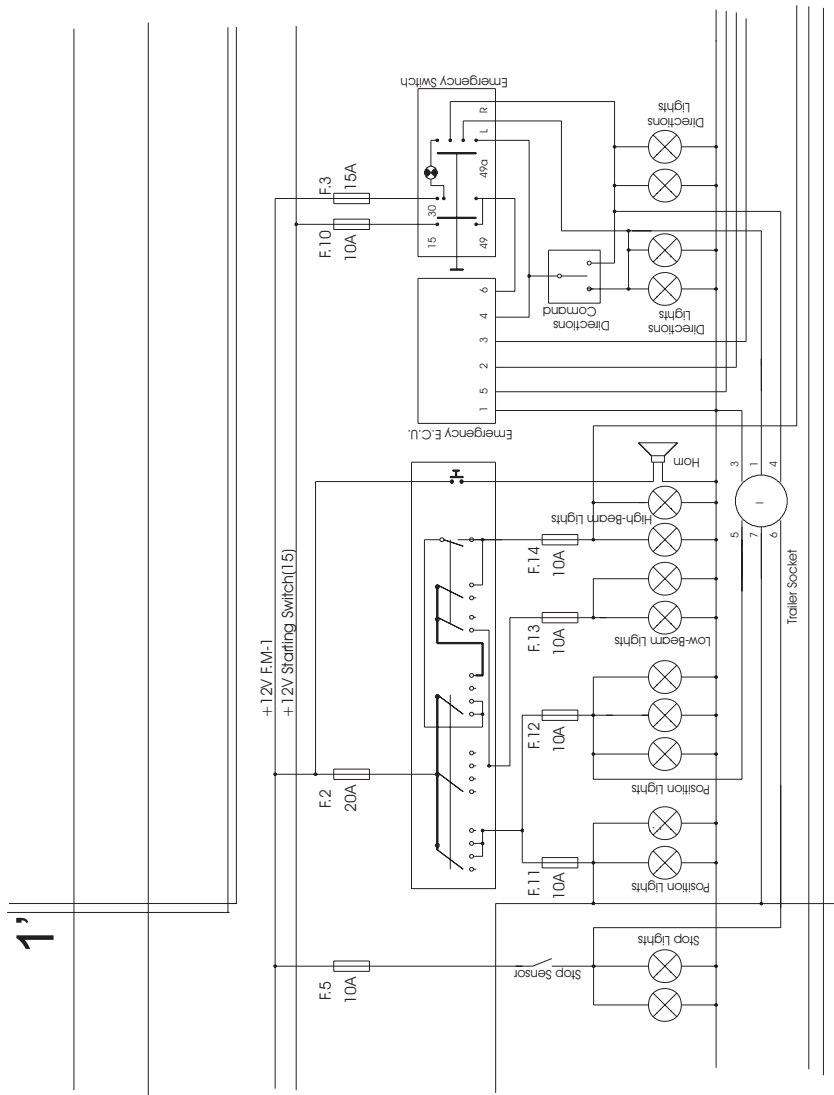 1'
+12V F.M-1
+12V Starting Switch(15)
F.5
10A
F.2
20A
F.10
10A
F.3
15A
Emergency Switch
15
30
49
49a
L
R
Emergency E.C.U.
1
5
2
3
4
6
Directions
Comand
Directions
Lights
Directions
Lights
F.11
10A
F.12
10A
F.13
10A
F.14
10A
Stop Sensor
Stop Lights
Position Lights
Position Lights
Low-Beam Lights
High-Beam Lights
Horn
Trailer Socket
5
7
6
3
1
4